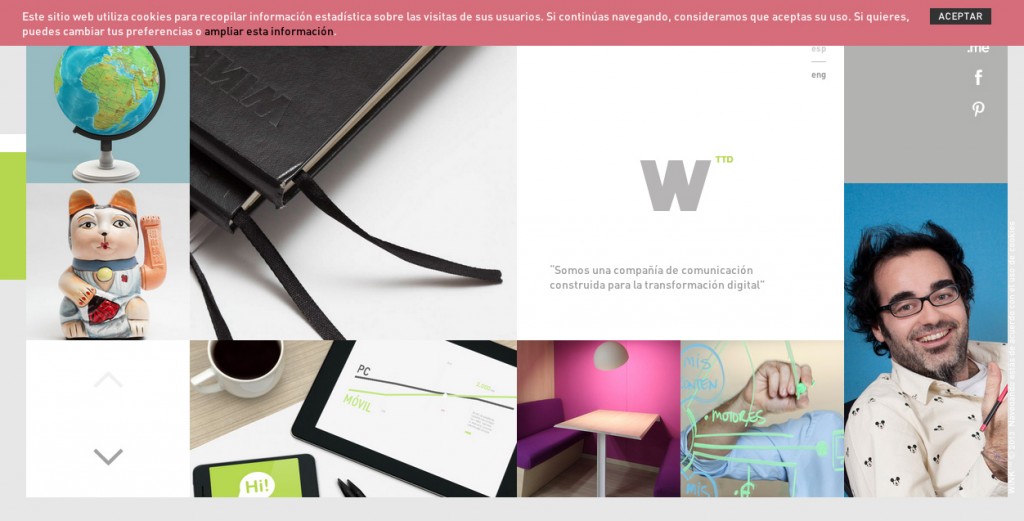 Este sitio web utiliza cookies para recopilar información estadística sobre las visitas de sus usuarios. Si continúas navegando, consideramos que aceptas su uso. Si quieres,
puedes cambiar tus preferencias o ampliar esta información.
ACEPTAR
esp
eng
.me
W TTD
"Somos una compañía de comunicación
construida para la transformación digital"
PC
MÓVIL
Hi!
MIS
. MOTORES